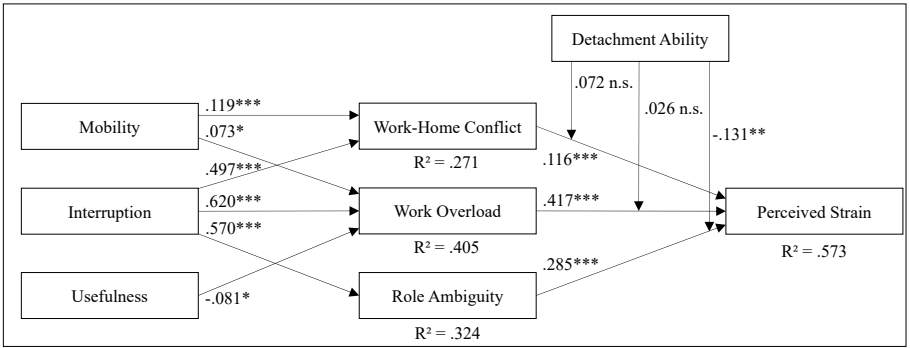 Detachment Ability
.072 n.s.
.026 n.s.
-.131**
Mobility
.119***
.073*
Work-Home Conflict
R² = .271
.116***
.497***
Interruption
.620***
.570***
Work Overload
R² = .405
.417***
Perceived Strain
R² = .573
.285***
Usefulness
-.081*
Role Ambiguity
R² = .324